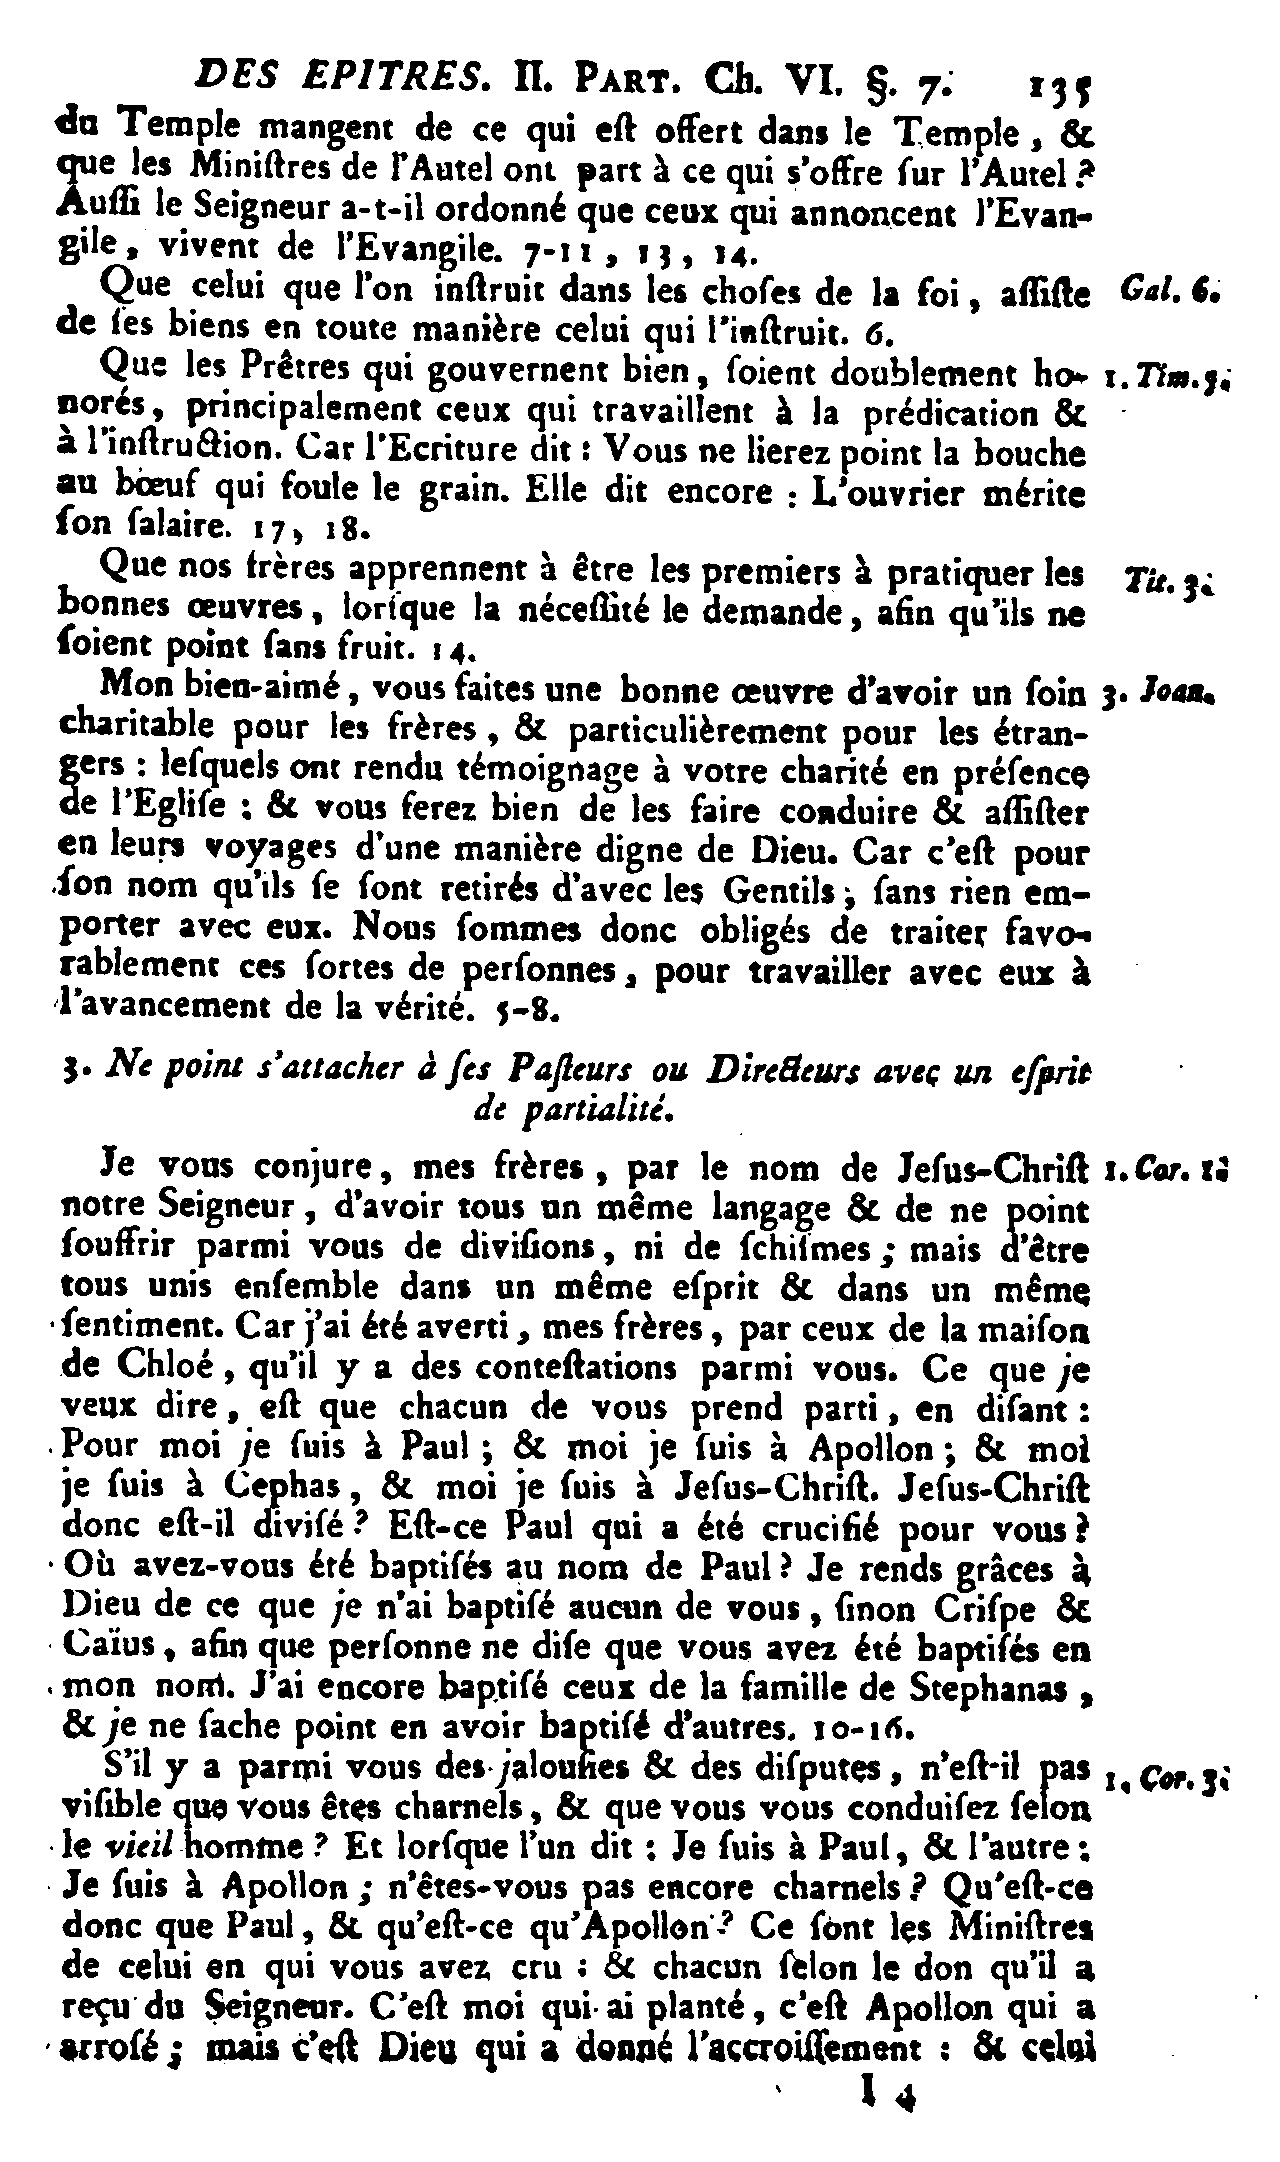 DES EPITRES. II. PART. Ch. VI. §. 7. 135
du Temple mangent de ce qui eſt offert dans le Temple, &
que les Miniſtres de l'Autel ont part à ce qui s'offre ſur l'Autel ?
Auſſi le Seigneur a-t-il ordonné que ceux qui annoncent l'Evan-
gile, vivent de l'Evangile. 7-11, 13, 14.
Que celui que l'on inſtruit dans les choſes de la foi, aſſiſte Gal. 6.
de ſes biens en toute manière celui qui l'inſtruit. 6.
Que les Prêtres qui gouvernent bien, ſoient doublement ho- 1. Tim. 5.
norés, principalement ceux qui travaillent à la prédication &
à l'inſtruction. Car l'Ecriture dit : Vous ne lierez point la bouche
au bœuf qui foule le grain. Elle dit encore : L'ouvrier mérite
ſon ſalaire. 17, 18.
Que nos frères apprennent à être les premiers à pratiquer les Tit. 3.
bonnes œuvres, lorſque la néceſſité le demande, afin qu'ils ne
ſoient point ſans fruit. 14.
Mon bien-aimé, vous faites une bonne œuvre d'avoir un ſoin 3. Joan.
charitable pour les frères, & particulièrement pour les étran-
gers : leſquels ont rendu témoignage à votre charité en préſence
de l'Egliſe ; & vous ferez bien de les faire conduire & aſſiſter
en leurs voyages d'une manière digne de Dieu. Car c'eſt pour
ſon nom qu'ils ſe ſont retirés d'avec les Gentils ; ſans rien em-
porter avec eux. Nous ſommes donc obligés de traiter favo-
rablement ces ſortes de perſonnes, pour travailler avec eux à
l'avancement de la vérité. 5-8.
3. Ne point s'attacher à ſes Paſteurs ou Directeurs avec un eſprit
de partialité.
Je vous conjure, mes frères, par le nom de Jeſus-Chriſt 1. Cor. 1.
notre Seigneur, d'avoir tous un même langage & de ne point
ſouffrir parmi vous de diviſions, ni de ſchiſmes ; mais d'être
tous unis enſemble dans un même eſprit & dans un même
ſentiment. Car j'ai été averti, mes frères, par ceux de la maiſon
de Chloé, qu'il y a des conteſtations parmi vous. Ce que je
veux dire, eſt que chacun de vous prend parti, en diſant :
Pour moi je ſuis à Paul ; & moi je ſuis à Apollon ; & moi
je ſuis à Cephas, & moi je ſuis à Jeſus-Chriſt. Jeſus-Chriſt
donc eſt-il diviſé ? Eſt-ce Paul qui a été crucifié pour vous ?
Où avez-vous été baptiſés au nom de Paul ? Je rends grâces à
Dieu de ce que je n'ai baptiſé aucun de vous, ſinon Criſpe &
Caïus, afin que perſonne ne diſe que vous avez été baptiſés en
mon nom. J'ai encore baptiſé ceux de la famille de Stephanas,
& je ne ſache point en avoir baptiſé d'autres. 10-16.
S'il y a parmi vous des jalouſies & des diſputes, n'eſt-il pas 1. Cor. 3.
viſible que vous êtes charnels, & que vous vous conduiſez ſelon
le vieil homme ? Et lorſque l'un dit : Je ſuis à Paul, & l'autre :
Je ſuis à Apollon ; n'êtes-vous pas encore charnels ? Qu'eſt-ce
donc que Paul, & qu'eſt-ce qu'Apollon ? Ce ſont les Miniſtres
de celui en qui vous avez cru : & chacun ſelon le don qu'il a
reçu du Seigneur. C'eſt moi qui ai planté, c'eſt Apollon qui a
arroſé ; mais c'eſt Dieu qui a donné l'accroiſſement : & celui
I 4